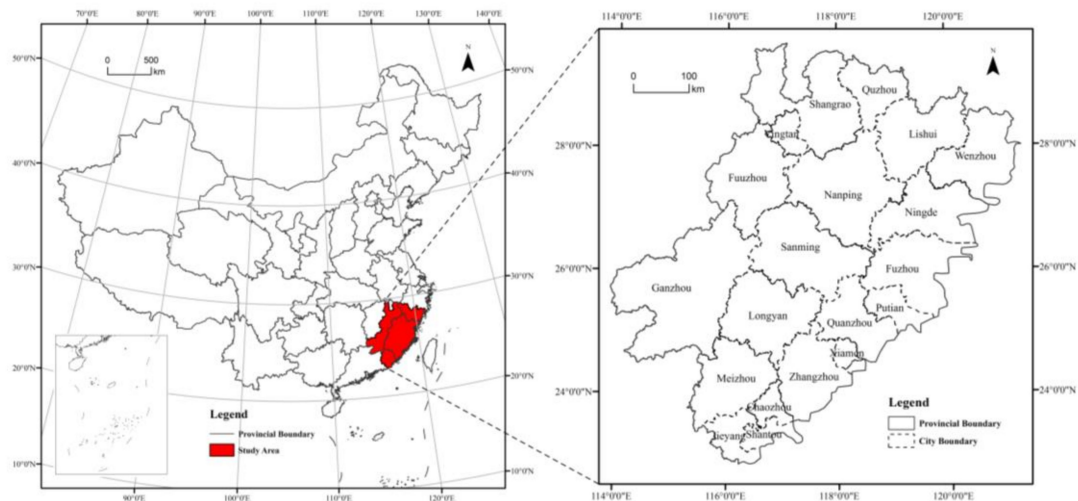 70°0'E 80°0'E 90°0'E 100°0'E 110°0'E 120°0'E 130°0'E 140°0'E
50°0'N
40°0'N
30°0'N
20°0'N
10°0'N
50°0'N
40°0'N
30°0'N
20°0'N
10°0'N
90°0'E 100°0'E 110°0'E 120°0'E
0 500
km
N
Legend
Provincial Boundary
Study Area
114°0'0"E 116°0'0"E 118°0'0"E 120°0'0"E
28°0'0"N
26°0'0"N
24°0'0"N
28°0'0"N
26°0'0"N
24°0'0"N
114°0'0"E 116°0'0"E 118°0'0"E 120°0'0"E
0 100
km
N
Quzhou
Shangrao
Yingtan
Lishui
Wenzhou
Fuuzhou
Nanping
Ningde
Sanming
Fuzhou
Ganzhou
Putian
Longyan
Quanzhou
Xiamen
Meizhou
Zhangzhou
Chaozhou
Jieyang
Shantou
Legend
Provincial Boundary
City Boundary